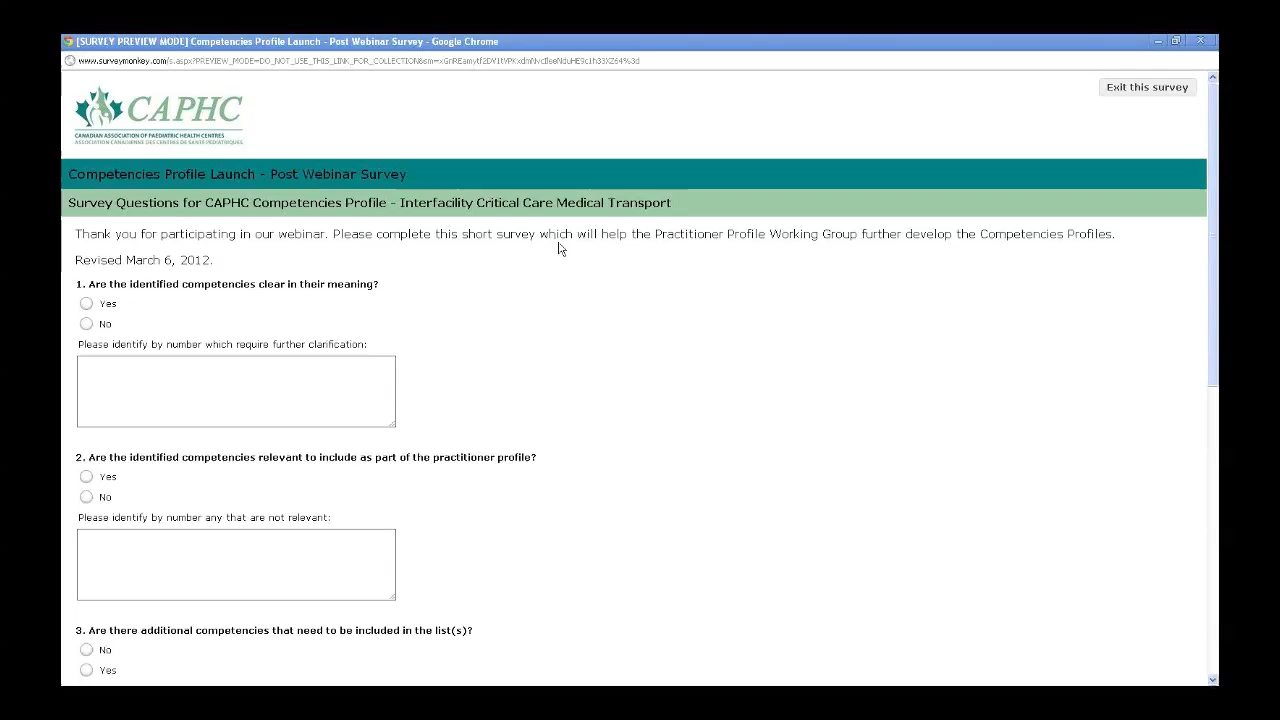 [SURVEY PREVIEW MODE] Competencies Profile Launch - Post Webinar Survey - Google Chrome
Exit this survey
CAPHC
CANADIAN ASSOCIATION OF PAEDIATRIC HEALTH CENTRES
ASSOCIATION CANADIENNE DES CENTRES DE SANTÉ PÉDIATRIQUES
Competencies Profile Launch - Post Webinar Survey
Survey Questions for CAPHC Competencies Profile - Interfacility Critical Care Medical Transport
Thank you for participating in our webinar. Please complete this short survey which will help the Practitioner Profile Working Group further develop the Competencies Profiles.
Revised March 6, 2012.
1. Are the identified competencies clear in their meaning?
Yes
No
Please identify by number which require further clarification:
2. Are the identified competencies relevant to include as part of the practitioner profile?
Yes
No
Please identify by number any that are not relevant:
3. Are there additional competencies that need to be included in the list(s)?
No
Yes